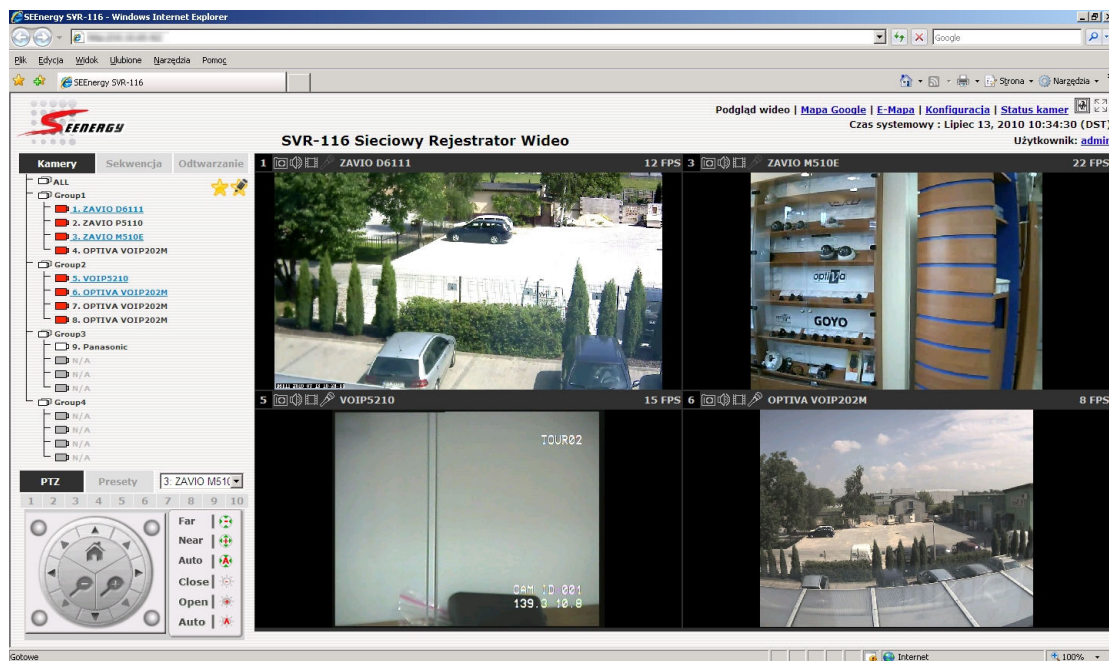 SEEnergy SVR-116 - Windows Internet Explorer
Google
Plik Edycja Widok Ulubione Narzędzia Pomoc
SEEnergy SVR-116
Strona Narzędzia
SEENERGY
SVR-116 Sieciowy Rejestrator Wideo
Podgląd wideo | Mapa Google | E-Mapa | Konfiguracja | Status kamer
Czas systemowy : Lipiec 13, 2010 10:34:30 (DST)
Użytkownik: admin
Kamery Sekwencja Odtwarzanie
ALL
Group1
1. ZAVIO D6111
2. ZAVIO P5110
3. ZAVIO M510E
4. OPTIVA VOIP202M
Group2
5. VOIP5210
6. OPTIVA VOIP202M
7. OPTIVA VOIP202M
8. OPTIVA VOIP202M
Group3
9. Panasonic
N/A
N/A
N/A
Group4
N/A
N/A
N/A
N/A
PTZ Presety 3: ZAVIO M51
1 2 3 4 5 6 7 8 9 10
Far
Near
Auto
Close
Open
Auto
1 ZAVIO D6111 12 FPS
3 ZAVIO M510E 22 FPS
optiva
GOYO
5 VOIP5210 15 FPS
TOUR02
CAM ID 001
139.3 10.8
6 OPTIVA VOIP202M 8 FPS
Gotowe
Internet
100%